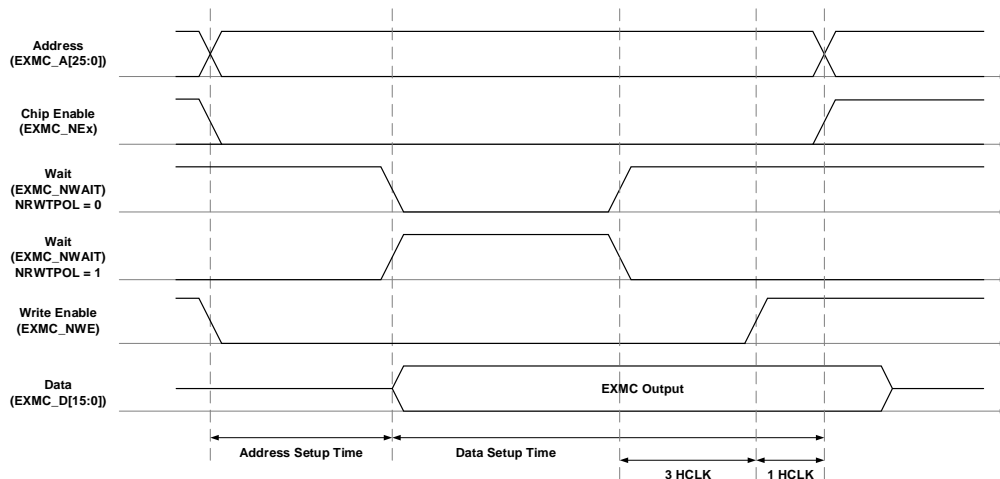 Address
(EXMC_A[25:0])
Chip Enable
(EXMC_NEx)
Wait
(EXMC_NWAIT)
NRWTPOL = 0
Wait
(EXMC_NWAIT)
NRWTPOL = 1
Write Enable
(EXMC_NWE)
Data
(EXMC_D[15:0])
EXMC Output
Address Setup Time
Data Setup Time
3 HCLK
1 HCLK